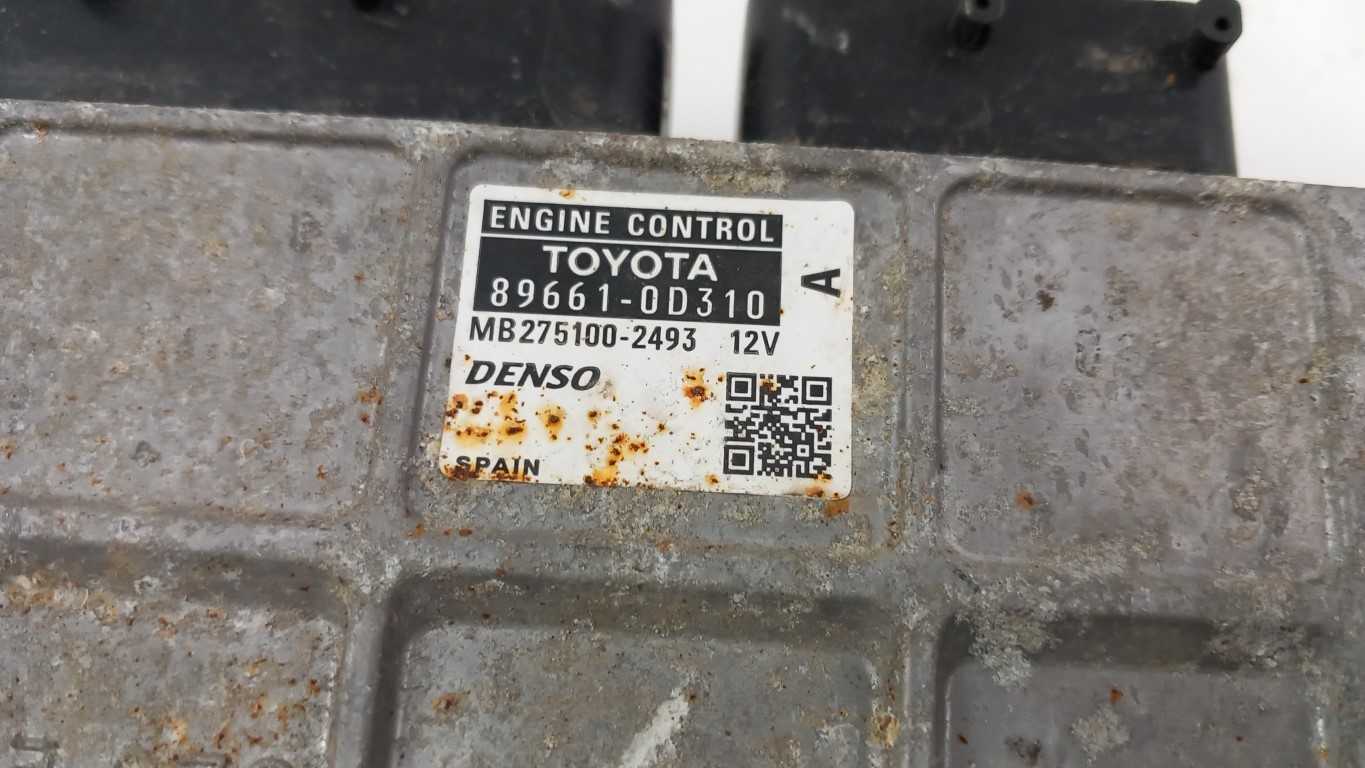 ENGINE CONTROL
TOYOTA
89661-0D310
A
MB275100-2493 12V
DENSO
SPAIN